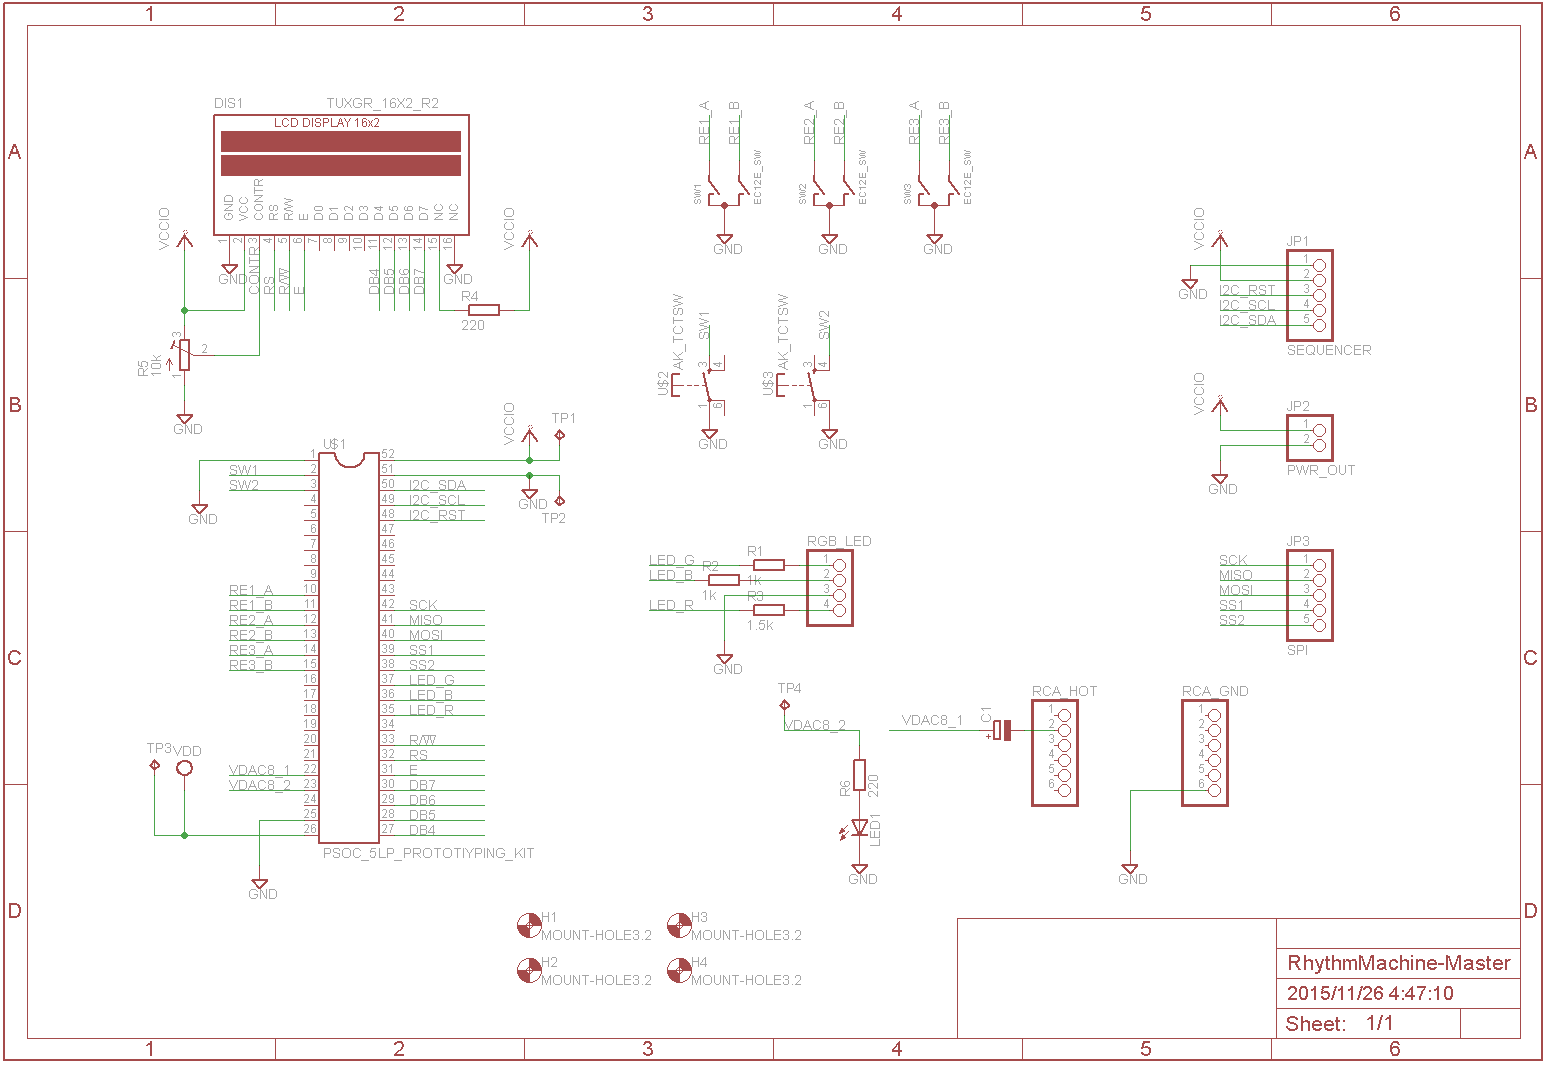 1 2 3 4 5 6
A A
B B
C C
D D
DIS1 TUXGR_16X2_R2
LCD DISPLAY 16x2
GND VCC CONTR RS R/W E D0 D1 D2 D3 D4 D5 D6 D7 NC NC
1 2 3 4 5 6 7 8 9 10 11 12 13 14 15 16
VCCIO
GND
CONTR RS R/W E DB4 DB5 DB6 DB7
GND
VCCIO
R4
220
R5
10k
3
2
1
GND
RE1_A RE1_B
SW1 EC12E_SW
GND
RE2_A RE2_B
SW2 EC12E_SW
GND
RE3_A RE3_B
SW3 EC12E_SW
GND
U$2 AK_TCTSW SW1
3 4
1 6
GND
U$3 AK_TCTSW SW2
3 4
1 6
GND
VCCIO
JP1
GND
1
2
I2C_RST 3
I2C_SCL 4
I2C_SDA 5
SEQUENCER
VCCIO
JP2
1
2
GND
PWR_OUT
JP3
SCK 1
MISO 2
MOSI 3
SS1 4
SS2 5
SPI
U$1
VCCIO TP1
GND
TP2
GND
1 52
SW1 2 51
SW2 3 50 I2C_SDA
4 49 I2C_SCL
5 48 I2C_RST
6 47
7 46
8 45
9 44
RE1_A 10 43
RE1_B 11 42 SCK
RE2_A 12 41 MISO
RE2_B 13 40 MOSI
RE3_A 14 39 SS1
RE3_B 15 38 SS2
16 37 LED_G
17 36 LED_B
18 35 LED_R
19 34
20 33 R/W
21 32 RS
VDAC8_1 22 31 E
VDAC8_2 23 30 DB7
24 29 DB6
25 28 DB5
26 27 DB4
TP3 VDD
GND
PSOC_5LP_PROTOTIYPING_KIT
RGB_LED
LED_G R1 1
LED_B R2 1k 2
1k 3
LED_R R3 4
1.5k
GND
TP4
VDAC8_2
R6
220
LED1
GND
VDAC8_1
C1
+
RCA_HOT
1
2
3
4
5
6
RCA_GND
1
2
3
4
5
6
GND
H1
MOUNT-HOLE3.2
H2
MOUNT-HOLE3.2
H3
MOUNT-HOLE3.2
H4
MOUNT-HOLE3.2
RhythmMachine-Master
2015/11/26 4:47:10
Sheet: 1/1
1 2 3 4 5 6